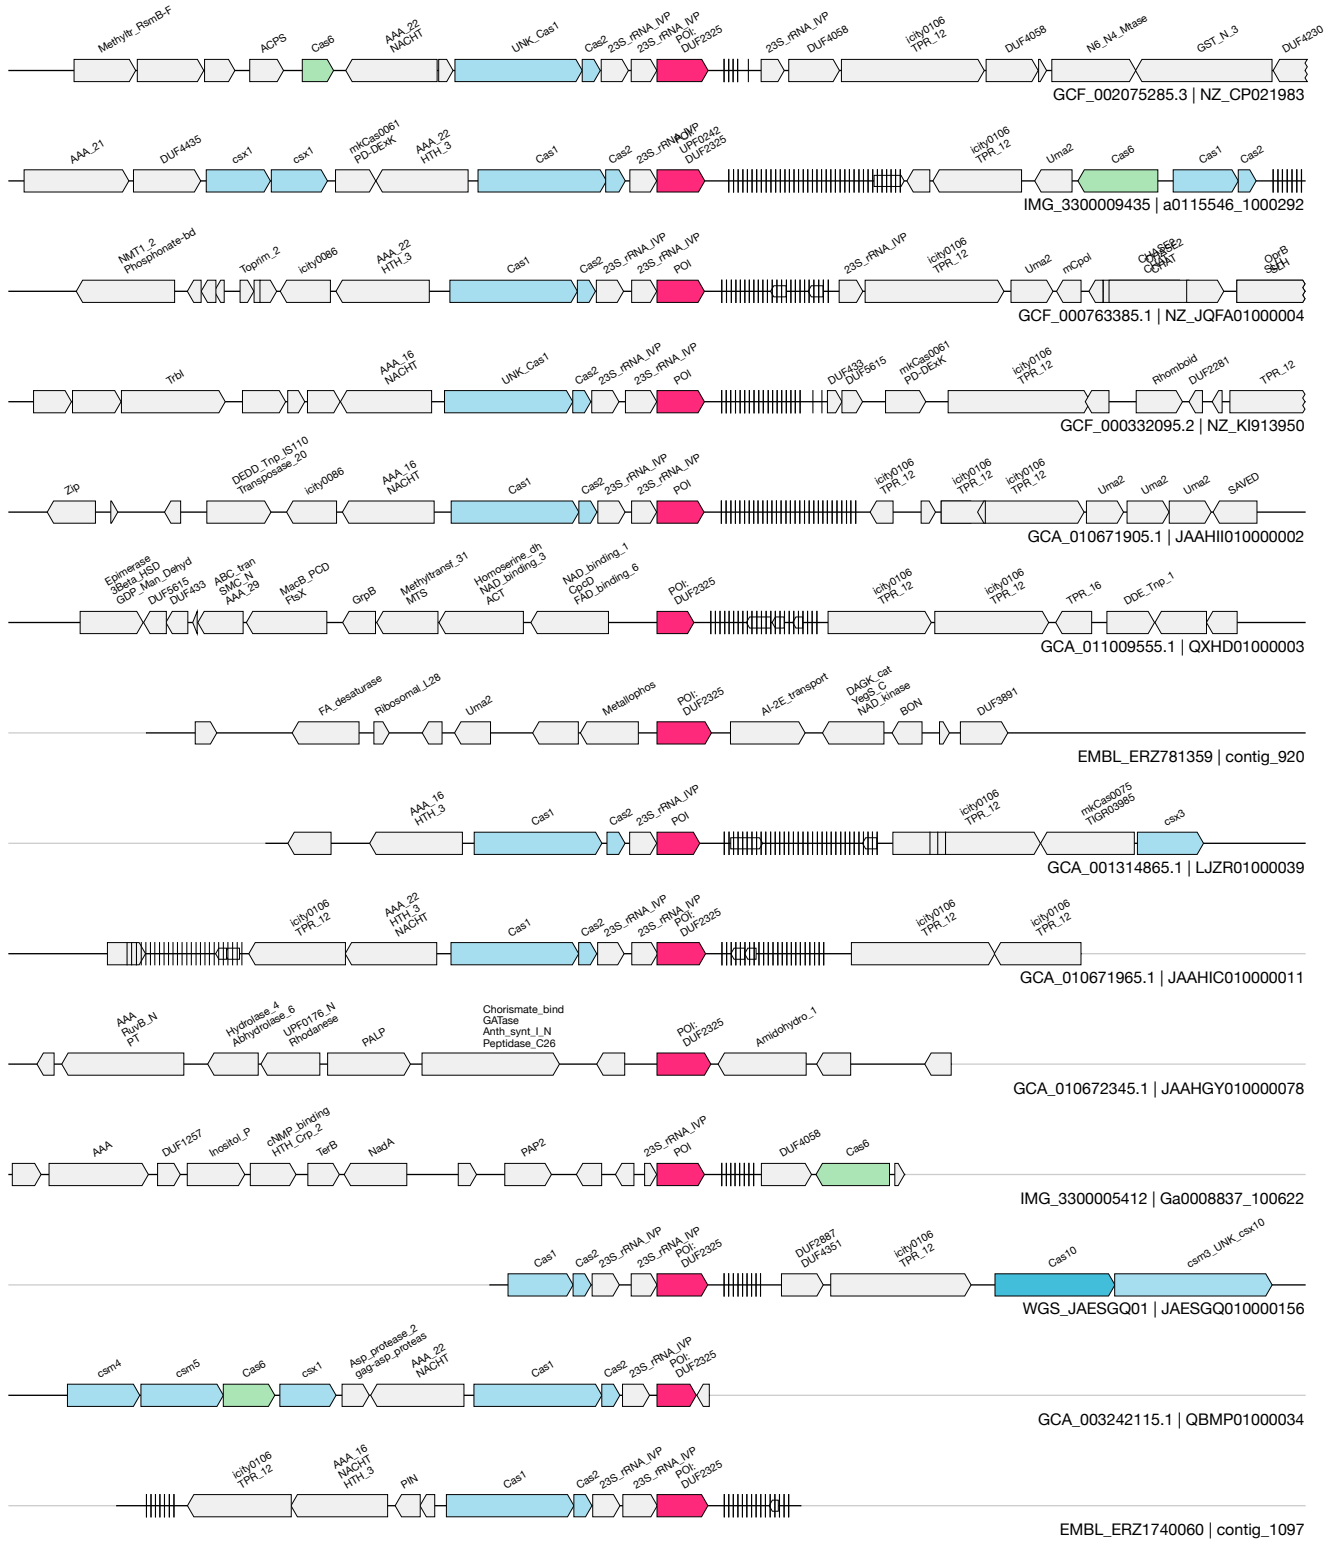 Methyltr_RsmB-F
ACPS
Cas6
AAA_22
NACHT
UNK_Cas1
Cas2
23S_rRNA_IVP
23S_rRNA_IVP
POI:
DUF2325
23S_rRNA_IVP
DUF4058
icity0106
TPR_12
DUF4058
N6_N4_Mtase
GST_N_3
DUF4230
GCF_002075285.3 | NZ_CP021983
AAA_21
DUF4435
csx1
csx1
mkCas0061
PD-DExK
AAA_22
HTH_3
Cas1
Cas2
23S_rRNA_IVP
POI:
UPF0242
DUF2325
icity0106
TPR_12
Uma2
Cas6
Cas1
Cas2
IMG_3300009435 | a0115546_1000292
NMT1_2
Phosphonate-bd
Toprim_2
icity0086
AAA_22
HTH_3
Cas1
Cas2
23S_rRNA_IVP
23S_rRNA_IVP
POI
23S_rRNA_IVP
icity0106
TPR_12
Uma2
mCpol
CHASE2
CHAT
OprB
SLH
GCF_000763385.1 | NZ_JQFA01000004
TrbI
AAA_16
NACHT
UNK_Cas1
Cas2
23S_rRNA_IVP
23S_rRNA_IVP
POI
DUF433
DUF5615
mkCas0061
PD-DExK
icity0106
TPR_12
Rhomboid
DUF2281
TPR_12
GCF_000332095.2 | NZ_KI913950
Zip
DEDD_Tnp_IS110
Transposase_20
icity0086
AAA_16
NACHT
Cas1
Cas2
23S_rRNA_IVP
23S_rRNA_IVP
POI
icity0106
TPR_12
icity0106
TPR_12
icity0106
TPR_12
Uma2
Uma2
Uma2
SAVED
GCA_010671905.1 | JAAHII010000002
Epimerase
3Beta_HSD
GDP_Man_Dehyd
DUF5615
DUF433
ABC_tran
SMC_N
AAA_29
MacB_PCD
FtsX
GrpB
Methyltransf_31
MTS
Homoserine_dh
NAD_binding_3
ACT
NAD_binding_1
CpcD
FAD_binding_6
POI:
DUF2325
icity0106
TPR_12
icity0106
TPR_12
TPR_16
DDE_Tnp_1
GCA_011009555.1 | QXHD01000003
FA_desaturase
Ribosomal_L28
Uma2
Metallophos
POI:
DUF2325
AI-2E_transport
DAGK_cat
YegS_C
NAD_kinase
BON
DUF3891
EMBL_ERZ781359 | contig_920
AAA_16
HTH_3
Cas1
Cas2
23S_rRNA_IVP
POI
icity0106
TPR_12
mkCas0075
TIGR03985
csx3
GCA_001314865.1 | LJZR01000039
icity0106
TPR_12
AAA_22
HTH_3
NACHT
Cas1
Cas2
23S_rRNA_IVP
23S_rRNA_IVP
POI:
DUF2325
icity0106
TPR_12
icity0106
TPR_12
GCA_010671965.1 | JAAHIC010000011
AAA
RuvB_N
PT
Hydrolase_4
Abhydrolase_6
UPF0176_N
Rhodanese
PALP
Chorismate_bind
GATase
Anth_synt_I_N
Peptidase_C26
POI:
DUF2325
Amidohydro_1
GCA_010672345.1 | JAAHGY010000078
AAA
DUF1257
Inositol_P
cNMP_binding
HTH_Crp_2
TerB
NadA
PAP2
23S_rRNA_IVP
POI
DUF4058
Cas6
IMG_3300005412 | Ga0008837_100622
Cas1
Cas2
23S_rRNA_IVP
23S_rRNA_IVP
POI:
DUF2325
DUF2887
DUF4351
icity0106
TPR_12
Cas10
csm3_UNK_csx10
WGS_JAESGQ01 | JAESGQ010000156
csm4
csm5
Cas6
csx1
Asp_protease_2
gag-asp_proteas
AAA_22
NACHT
Cas1
Cas2
23S_rRNA_IVP
POI:
DUF2325
GCA_003242115.1 | QBMP01000034
icity0106
TPR_12
AAA_16
NACHT
HTH_3
PIN
Cas1
Cas2
23S_rRNA_IVP
23S_rRNA_IVP
POI:
DUF2325
EMBL_ERZ1740060 | contig_1097